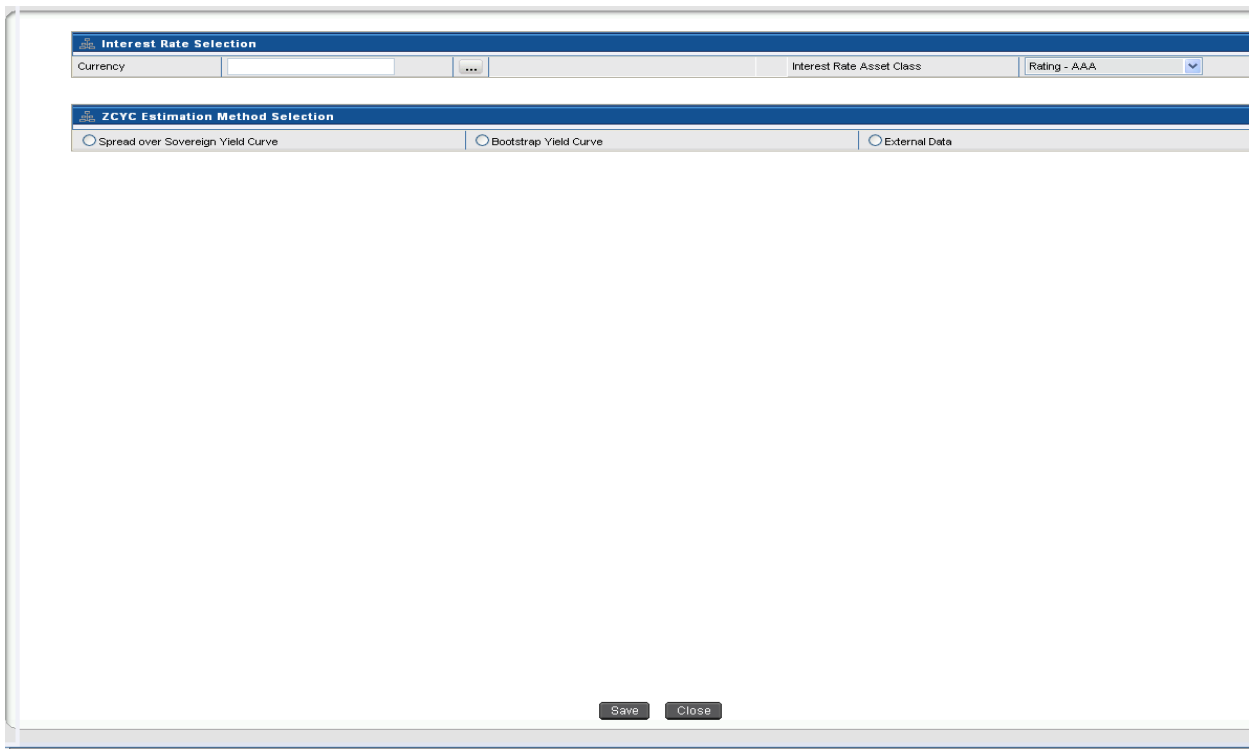 Interest Rate Selection
Currency ... Interest Rate Asset Class Rating - AAA
ZCYC Estimation Method Selection
Spread over Sovereign Yield Curve Bootstrap Yield Curve External Data
Save Close